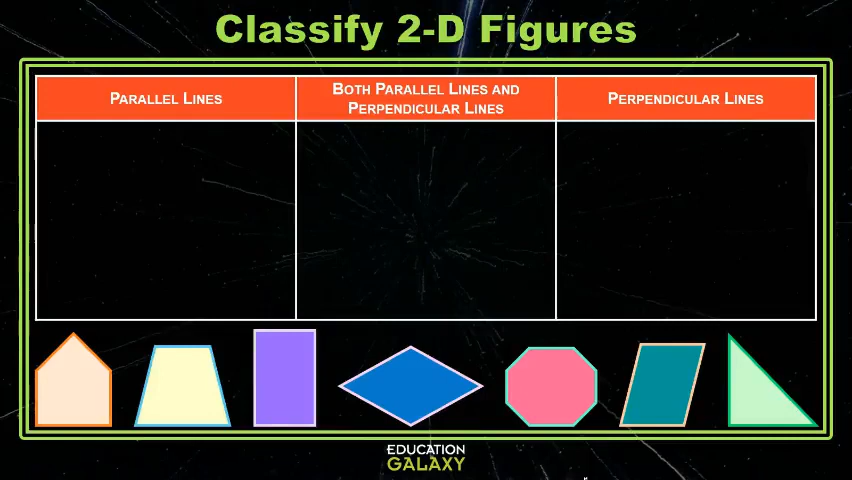 Classify 2-D Figures
PARALLEL LINES
BOTH PARALLEL LINES AND
PERPENDICULAR LINES
PERPENDICULAR LINES
EDUCATION
GALAXY